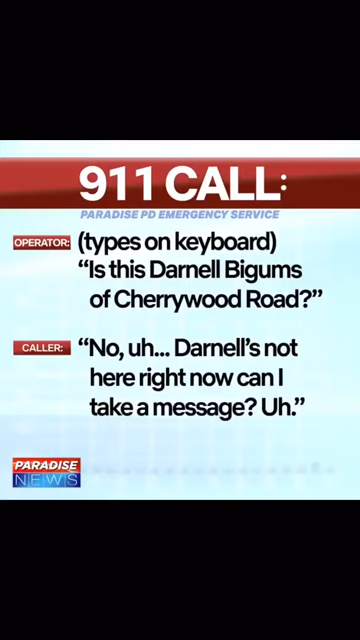 911 CALL:
PARADISE PD EMERGENCY SERVICE
OPERATOR: (types on keyboard)
“Is this Darnell Bigums
of Cherrywood Road?”
CALLER: “No, uh... Darnell’s not
here right now can I
take a message? Uh.”
PARADISE
NEWS